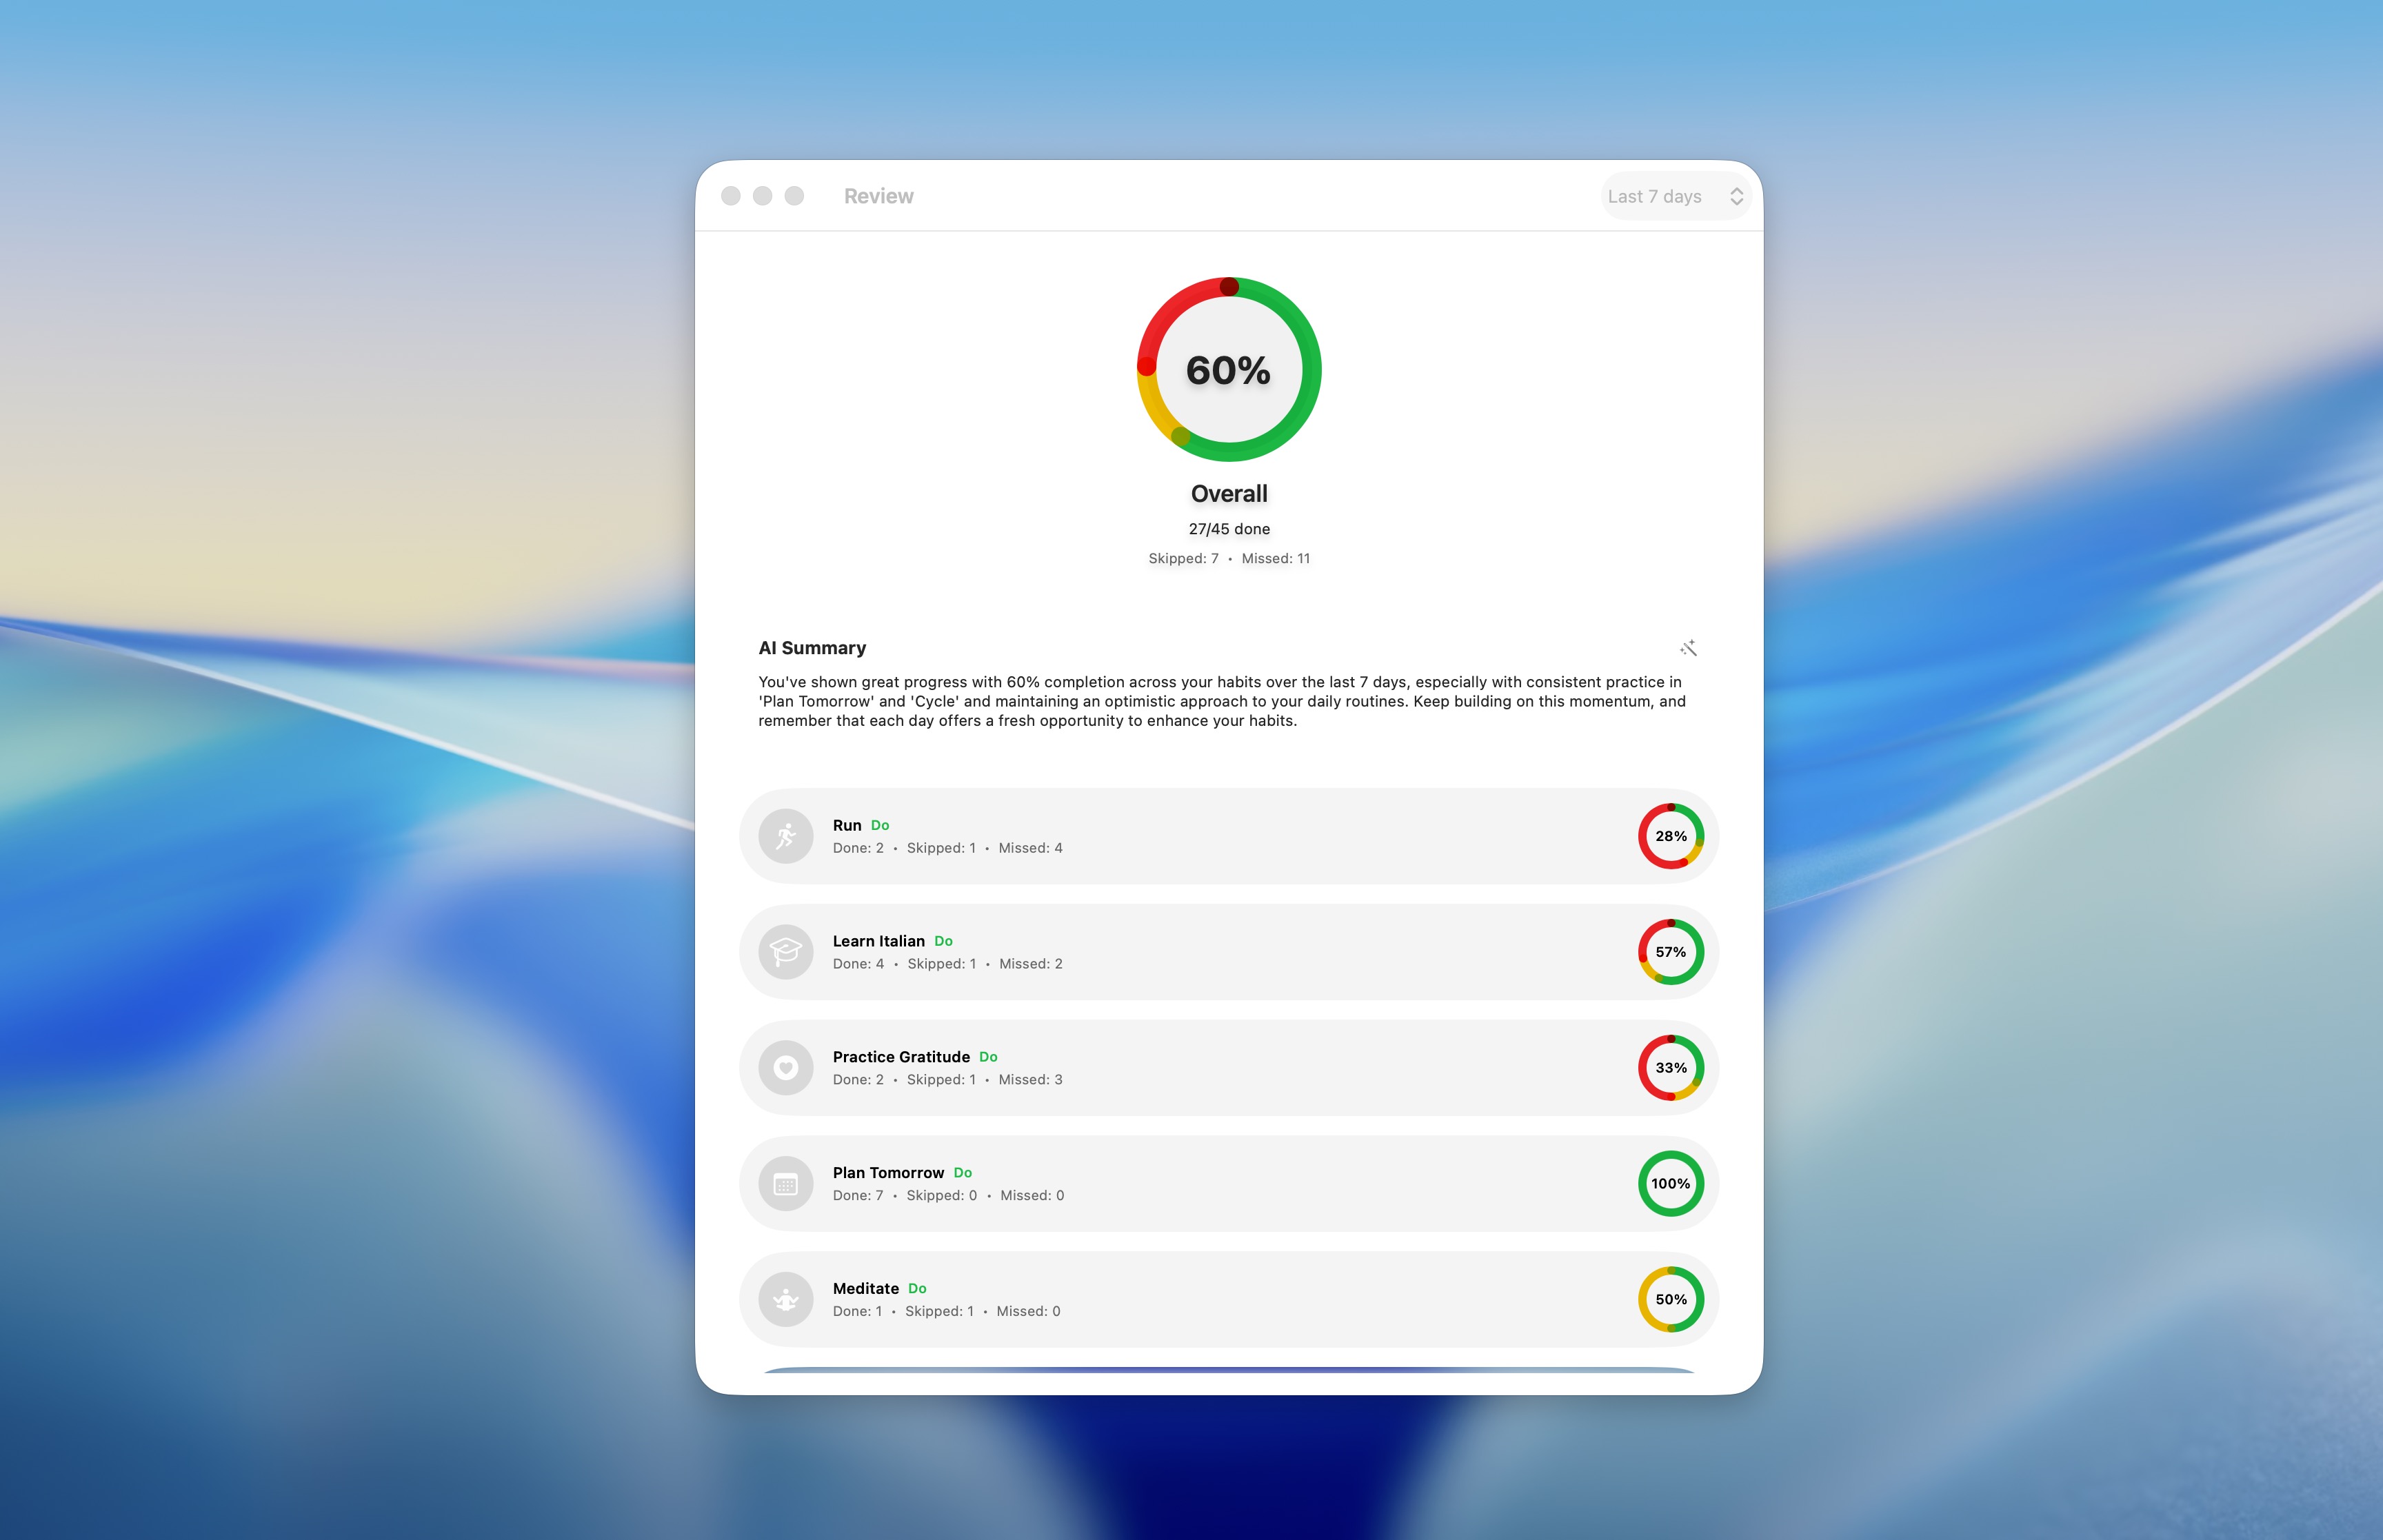 Review
Last 7 days
60%
Overall
27/45 done
Skipped: 7 • Missed: 11
AI Summary
You've shown great progress with 60% completion across your habits over the last 7 days, especially with consistent practice in
'Plan Tomorrow' and 'Cycle' and maintaining an optimistic approach to your daily routines. Keep building on this momentum, and
remember that each day offers a fresh opportunity to enhance your habits.
Run Do
Done: 2 • Skipped: 1 • Missed: 4
28%
Learn Italian Do
Done: 4 • Skipped: 1 • Missed: 2
57%
Practice Gratitude Do
Done: 2 • Skipped: 1 • Missed: 3
33%
Plan Tomorrow Do
Done: 7 • Skipped: 0 • Missed: 0
100%
Meditate Do
Done: 1 • Skipped: 1 • Missed: 0
50%